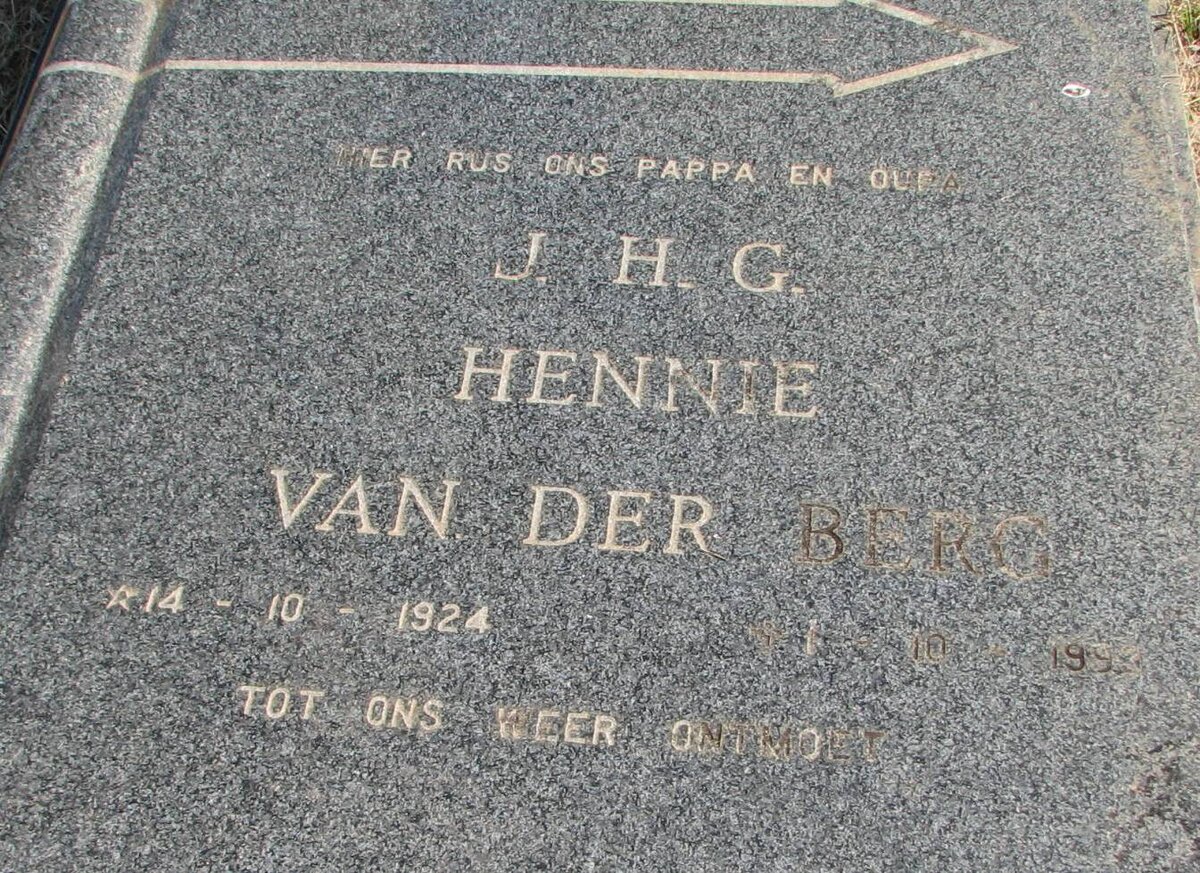 HIER RUS ONS PAPPA EN OUPA
J. H. G.
HENNIE
VAN DER BERG
☆14 - 10 - 1924 ✝1 - 10 - 1993
TOT ONS WEER ONTMOET